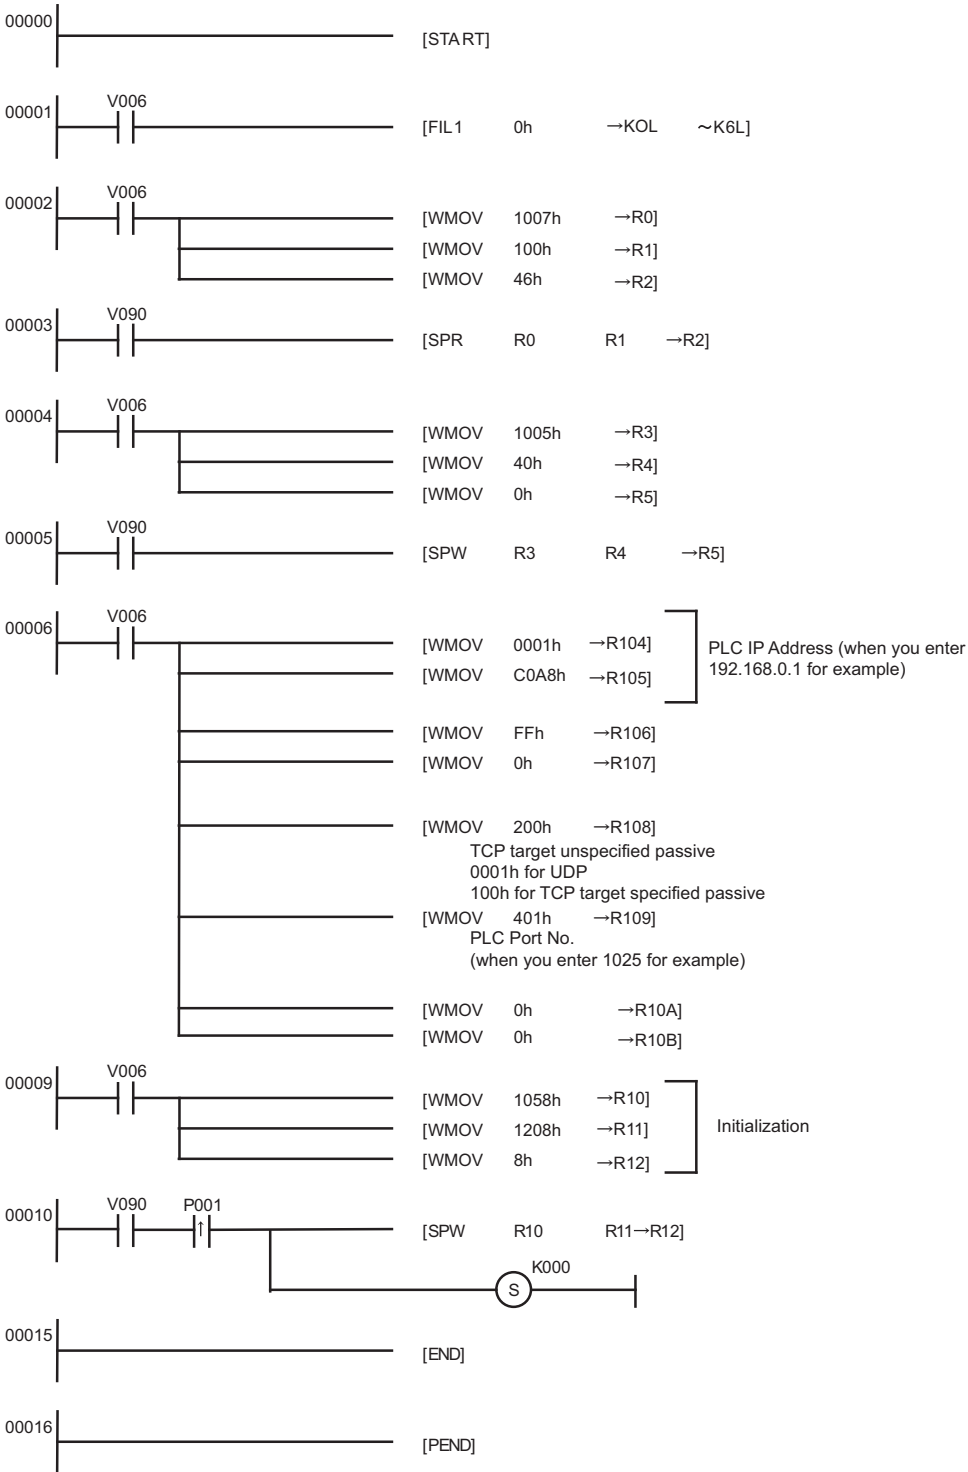 00000
[START]
00001
V006
[FIL1 0h →KOL ～K6L]
00002
V006
[WMOV 1007h →R0]
[WMOV 100h →R1]
[WMOV 46h →R2]
00003
V090
[SPR R0 R1 →R2]
00004
V006
[WMOV 1005h →R3]
[WMOV 40h →R4]
[WMOV 0h →R5]
00005
V090
[SPW R3 R4 →R5]
00006
V006
[WMOV 0001h →R104]
[WMOV C0A8h →R105]
PLC IP Address (when you enter
192.168.0.1 for example)
[WMOV FFh →R106]
[WMOV 0h →R107]
[WMOV 200h →R108]
TCP target unspecified passive
0001h for UDP
100h for TCP target specified passive
[WMOV 401h →R109]
PLC Port No.
(when you enter 1025 for example)
[WMOV 0h →R10A]
[WMOV 0h →R10B]
00009
V006
[WMOV 1058h →R10]
[WMOV 1208h →R11]
[WMOV 8h →R12]
Initialization
00010
V090 P001
↑
[SPW R10 R11→R12]
K000
S
00015
[END]
00016
[PEND]